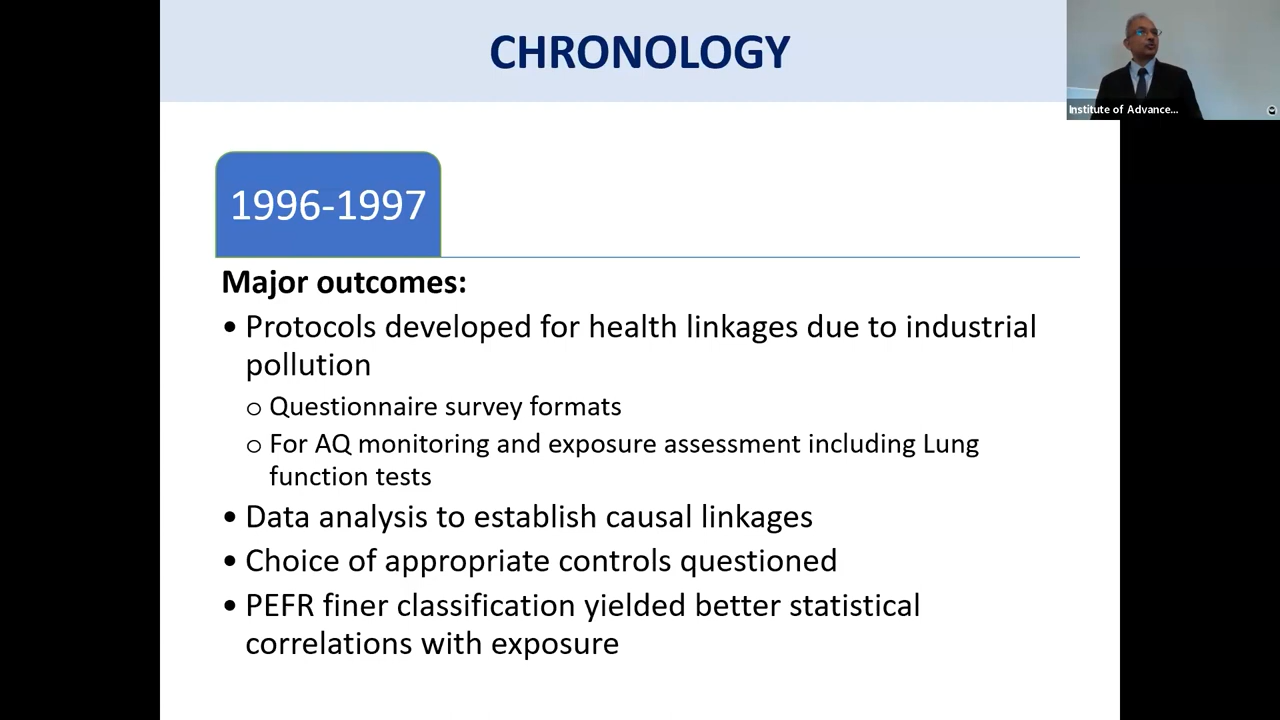 CHRONOLOGY
Institute of Advance...
1996-1997
Major outcomes:
• Protocols developed for health linkages due to industrial
pollution
o Questionnaire survey formats
o For AQ monitoring and exposure assessment including Lung
function tests
• Data analysis to establish causal linkages
• Choice of appropriate controls questioned
• PEFR finer classification yielded better statistical
correlations with exposure